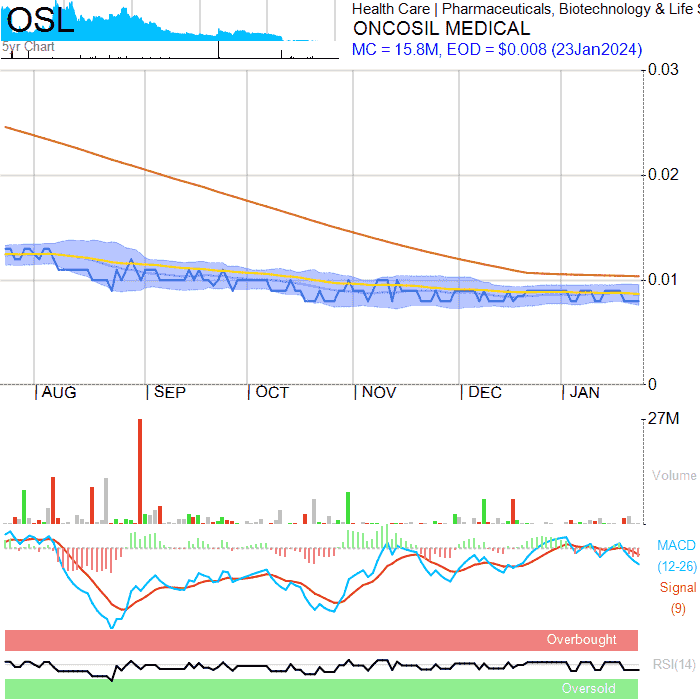 OSL
5yr Chart
Health Care | Pharmaceuticals, Biotechnology & Life S
ONCOSIL MEDICAL
MC = 15.8M, EOD = $0.008 (23Jan2024)
0.03
0.02
0.01
0
AUG SEP OCT NOV DEC JAN
27M
Volume
MACD
(12-26)
Signal
(9)
Overbought
RSI(14)
Oversold